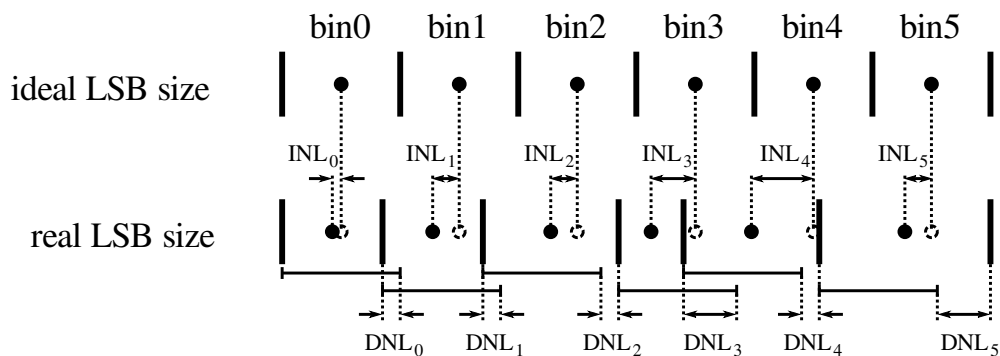 bin0 bin1 bin2 bin3 bin4 bin5
ideal LSB size
INL₀ INL₁ INL₂ INL₃ INL₄ INL₅
real LSB size
DNL₀ DNL₁ DNL₂ DNL₃ DNL₄ DNL₅